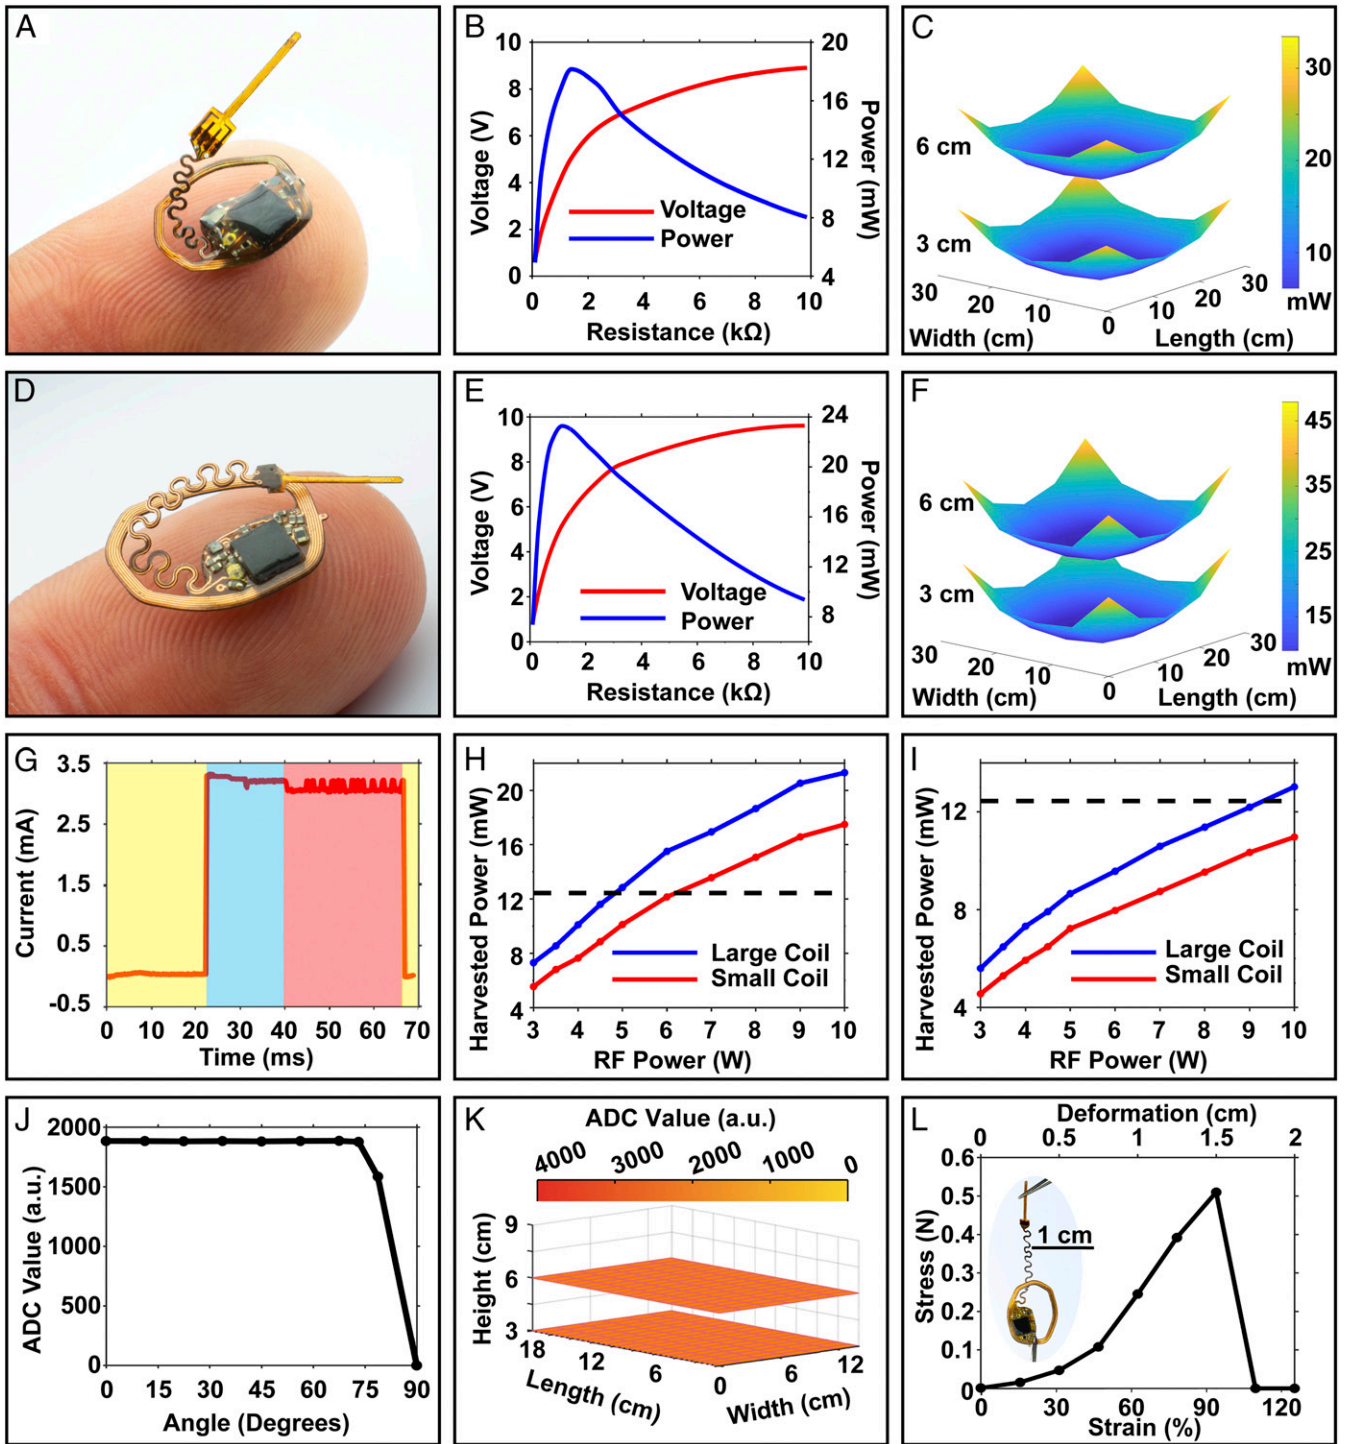 A
B
10
8
6
4
2
0
Voltage (V)
20
16
12
8
4
Power (mW)
Voltage
Power
0
2
4
6
8
10
Resistance (kΩ)
C
6 cm
3 cm
30
20
10
0
Width (cm)
10
20
30
Length (cm)
30
20
10
mW
D
E
10
8
6
4
2
0
Voltage (V)
24
20
16
12
8
Power (mW)
Voltage
Power
0
2
4
6
8
10
Resistance (kΩ)
F
6 cm
3 cm
30
20
10
0
Width (cm)
10
20
30
Length (cm)
45
35
25
15
mW
G
3.5
2.5
1.5
0.5
-0.5
Current (mA)
0 10 20 30 40 50 60 70
Time (ms)
H
20
16
12
8
4
Harvested Power (mW)
Large Coil
Small Coil
3 4 5 6 7 8 9 10
RF Power (W)
I
12
8
4
Harvested Power (mW)
Large Coil
Small Coil
3 4 5 6 7 8 9 10
RF Power (W)
J
2000
1500
1000
500
0
ADC Value (a.u.)
0 15 30 45 60 75 90
Angle (Degrees)
K
ADC Value (a.u.)
4000 3000 2000 1000 0
9
6
3
Height (cm)
18
12
6
0
Length (cm)
6
12
Width (cm)
L
Deformation (cm)
0 0.5 1 1.5 2
0.6
0.5
0.4
0.3
0.2
0.1
0
Stress (N)
1 cm
0 30 60 90 120
Strain (%)